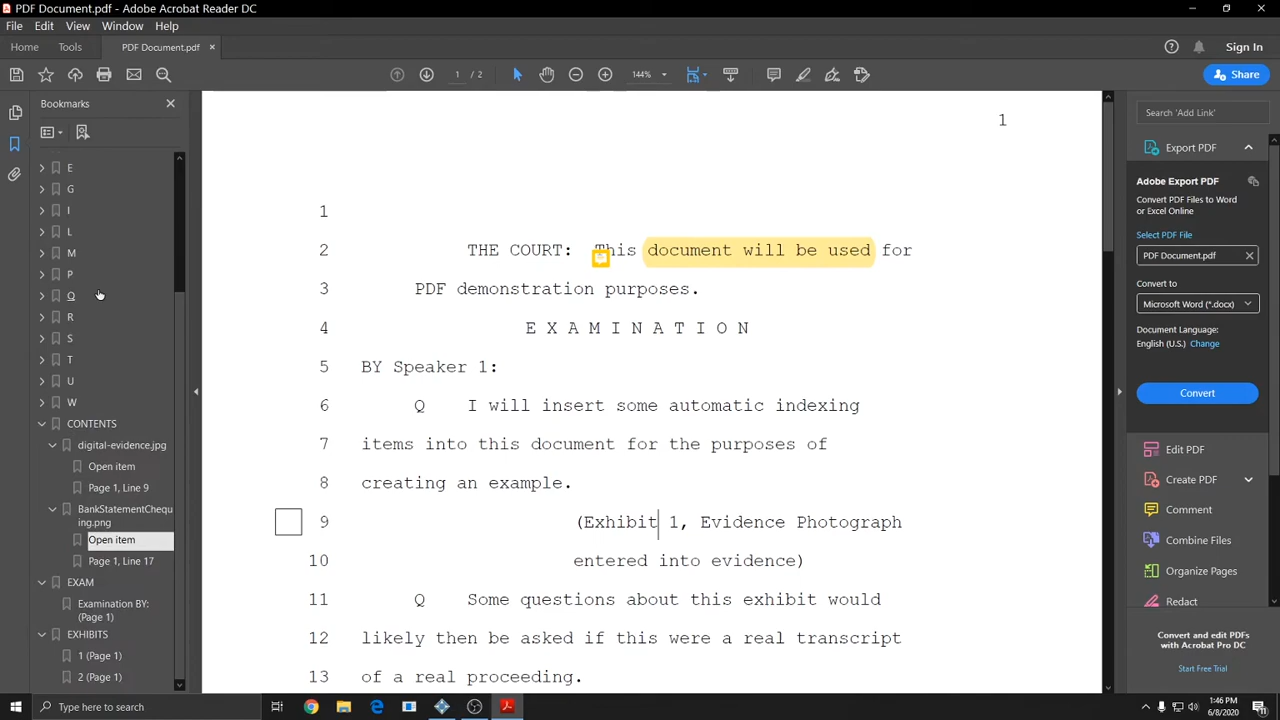 PDF Document.pdf - Adobe Acrobat Reader DC
File Edit View Window Help
Home Tools PDF Document.pdf × Sign In
1 / 2 144% Share
Bookmarks
E
G
I
L
M
P
Q
R
S
T
U
W
CONTENTS
digital-evidence.jpg
Open item
Page 1, Line 9
BankStatementChequ
ing.png
Open item
Page 1, Line 17
EXAM
Examination BY:
(Page 1)
EXHIBITS
1 (Page 1)
2 (Page 1)
1
1
2 THE COURT: This document will be used for
3 PDF demonstration purposes.
4 E X A M I N A T I O N
5 BY Speaker 1:
6 Q I will insert some automatic indexing
7 items into this document for the purposes of
8 creating an example.
9 (Exhibit 1, Evidence Photograph
10 entered into evidence)
11 Q Some questions about this exhibit would
12 likely then be asked if this were a real transcript
13 of a real proceeding.
Search 'Add Link'
Export PDF
Adobe Export PDF
Convert PDF Files to Word
or Excel Online
Select PDF File
PDF Document.pdf
Convert to
Microsoft Word (*.docx)
Document Language:
English (U.S.) Change
Convert
Edit PDF
Create PDF
Comment
Combine Files
Organize Pages
Redact
Convert and edit PDFs
with Acrobat Pro DC
Start Free Trial
Type here to search
1:46 PM
6/8/2020